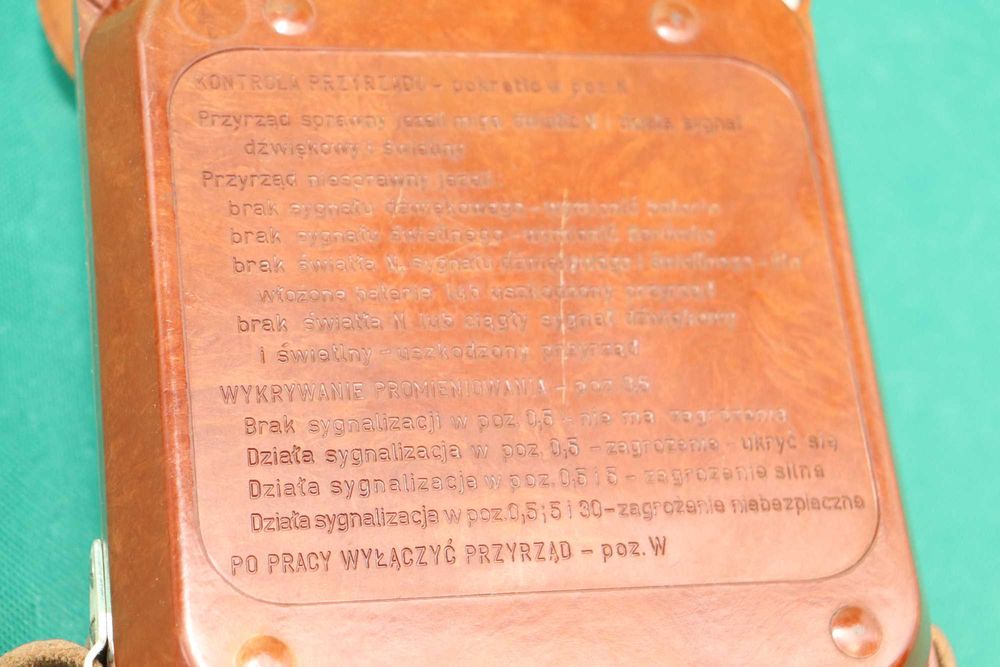 KONTROLA PRZYRZĄDU - pokrętło w poz. K
Przyrząd sprawny jeżeli miga światło N i działa sygnał
dźwiękowy i świetlny
Przyrząd niesprawny jeżeli:
brak sygnału dźwiękowego - wymienić baterie
brak sygnału świetlnego - wymienić żarówkę
brak światła N, sygnału dźwiękowego i świetlnego - źle
włożone baterie lub uszkodzony przyrząd
brak światła N lub ciągły sygnał dźwiękowy
i świetlny - uszkodzony przyrząd
WYKRYWANIE PROMIENIOWANIA - poz. 0,5
Brak sygnalizacji w poz. 0,5 - nie ma zagrożenia
Działa sygnalizacja w poz. 0,5 - zagrożenie - ukryć się
Działa sygnalizacja w poz. 0,5 i 5 - zagrożenie silne
Działa sygnalizacja w poz. 0,5; 5 i 30 - zagrożenie niebezpieczne
PO PRACY WYŁĄCZYĆ PRZYRZĄD - poz. W